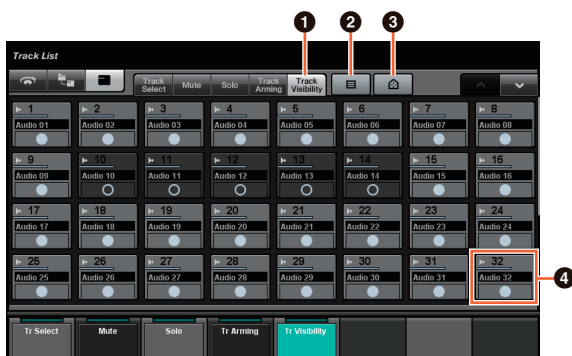 1 2 3
Track List
Track Select Mute Solo Track Arming Track Visibility
1 2 3 4 5 6 7 8
Audio 01 Audio 02 Audio 03 Audio 04 Audio 05 Audio 06 Audio 07 Audio 08
9 10 11 12 13 14 15 16
Audio 09 Audio 10 Audio 11 Audio 12 Audio 13 Audio 14 Audio 15 Audio 16
17 18 19 20 21 22 23 24
Audio 17 Audio 18 Audio 19 Audio 20 Audio 21 Audio 22 Audio 23 Audio 24
25 26 27 28 29 30 31 32
Audio 25 Audio 26 Audio 27 Audio 28 Audio 29 Audio 30 Audio 31 Audio 32
4
Tr Select Mute Solo Tr Arming Tr Visibility